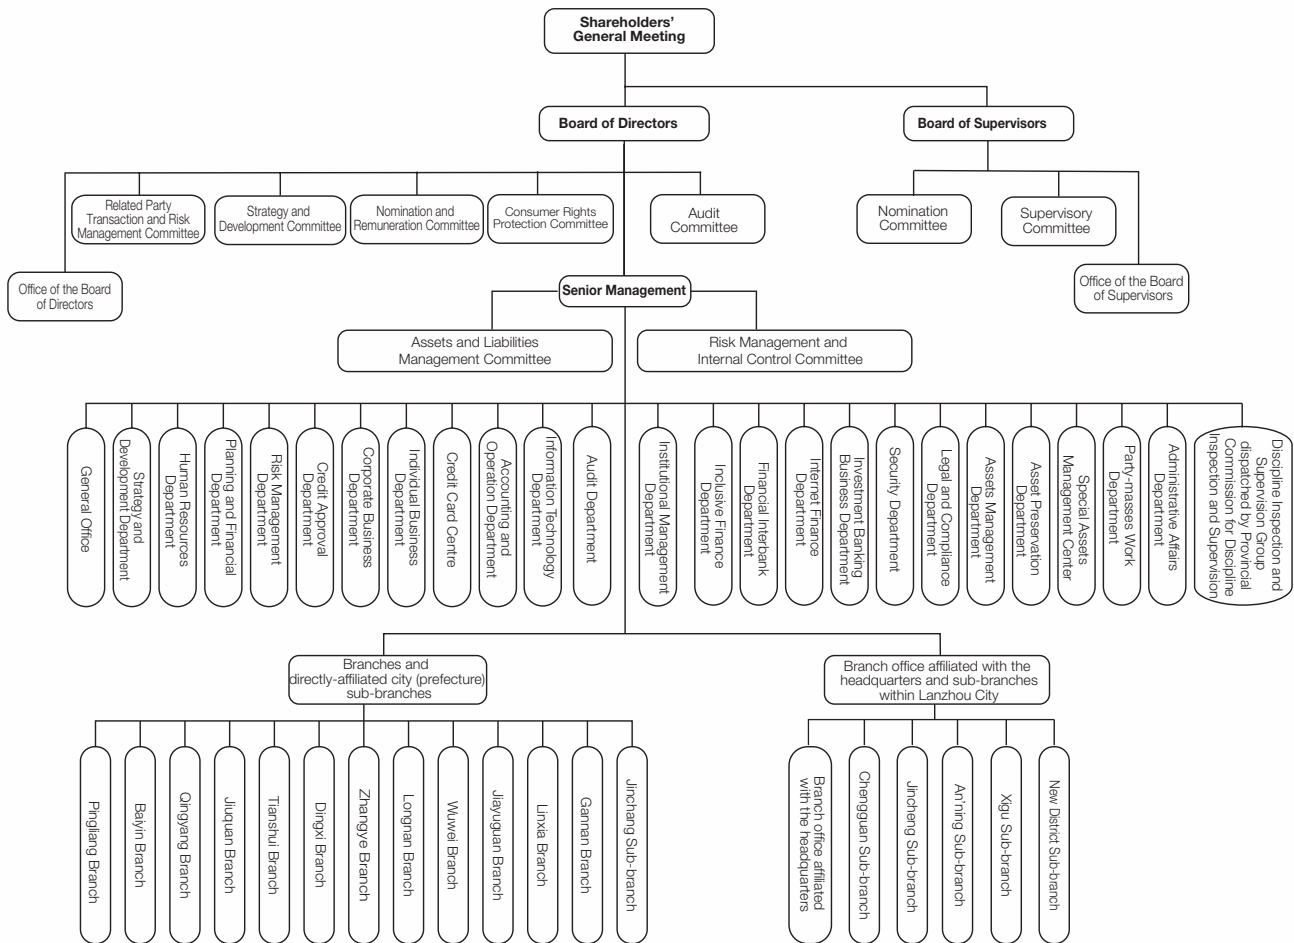 Shareholders'
General Meeting
Board of Directors
Board of Supervisors
Related Party
Transaction and Risk
Management Committee
Strategy and
Development Committee
Nomination and
Remuneration Committee
Consumer Rights
Protection Committee
Audit
Committee
Nomination
Committee
Supervisory
Committee
Office of the Board
of Directors
Senior Management
Office of the Board
of Supervisors
Assets and Liabilities
Management Committee
Risk Management and
Internal Control Committee
General Office
Strategy and
Development Department
Human Resources
Department
Planning and Financial
Department
Risk Management
Department
Credit Approval
Department
Corporate Business
Department
Individual Business
Department
Credit Card Centre
Accounting and
Operation Department
Information Technology
Department
Audit Department
Institutional Management
Department
Inclusive Finance
Department
Financial Interbank
Department
Internet Finance
Department
Investment Banking
Business Department
Security Department
Legal and Compliance
Department
Assets Management
Department
Asset Preservation
Department
Special Assets
Management Center
Party-masses Work
Department
Administrative Affairs
Department
Discipline Inspection and
Supervision Group
dispatched by Provincial
Commission for Discipline
Inspection and Supervision
Branches and
directly-affiliated city (prefecture)
sub-branches
Branch office affiliated with the
headquarters and sub-branches
within Lanzhou City
Pingliang Branch
Baiyin Branch
Qingyang Branch
Jiuquan Branch
Tianshui Branch
Dingxi Branch
Zhangye Branch
Longnan Branch
Wuwei Branch
Jiayuguan Branch
Linxia Branch
Gannan Branch
Jinchang Sub-branch
Branch office affiliated
with the headquarters
Chengguan Sub-branch
Jincheng Sub-branch
An'ning Sub-branch
Xigu Sub-branch
New District Sub-branch